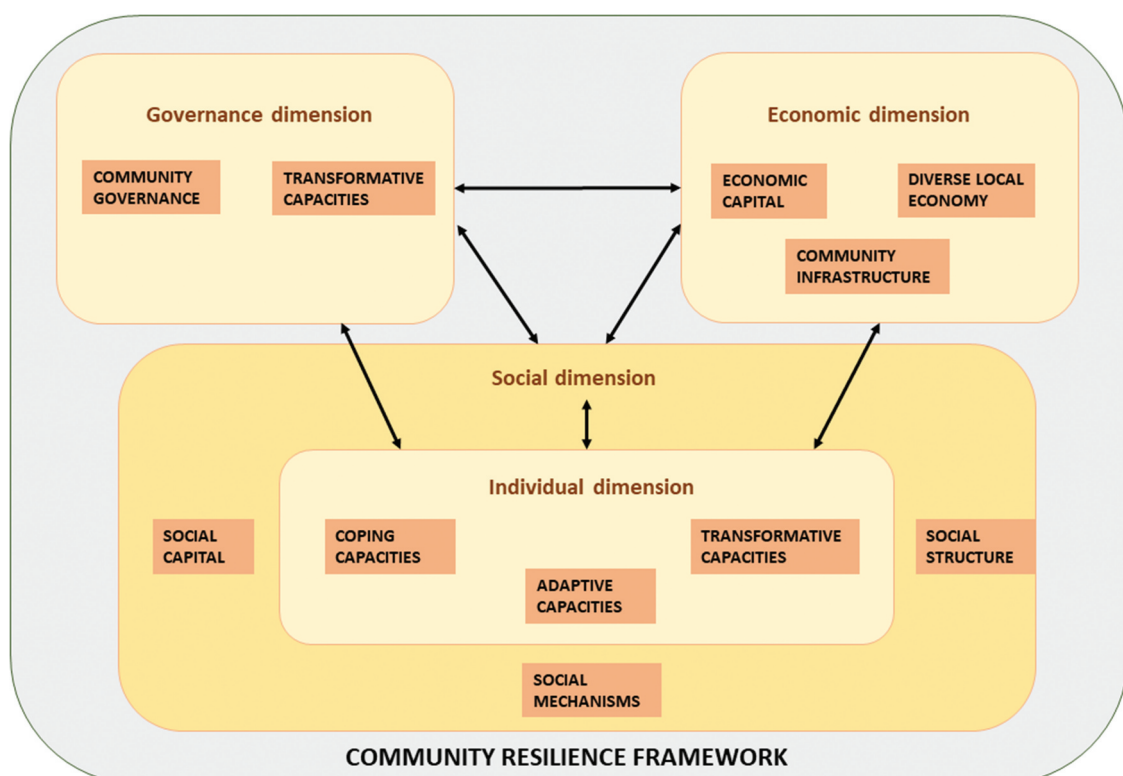 Governance dimension
COMMUNITY
GOVERNANCE
TRANSFORMATIVE
CAPACITIES
Economic dimension
ECONOMIC
CAPITAL
DIVERSE LOCAL
ECONOMY
COMMUNITY
INFRASTRUCTURE
Social dimension
Individual dimension
SOCIAL
CAPITAL
COPING
CAPACITIES
ADAPTIVE
CAPACITIES
TRANSFORMATIVE
CAPACITIES
SOCIAL
STRUCTURE
SOCIAL
MECHANISMS
COMMUNITY RESILIENCE FRAMEWORK